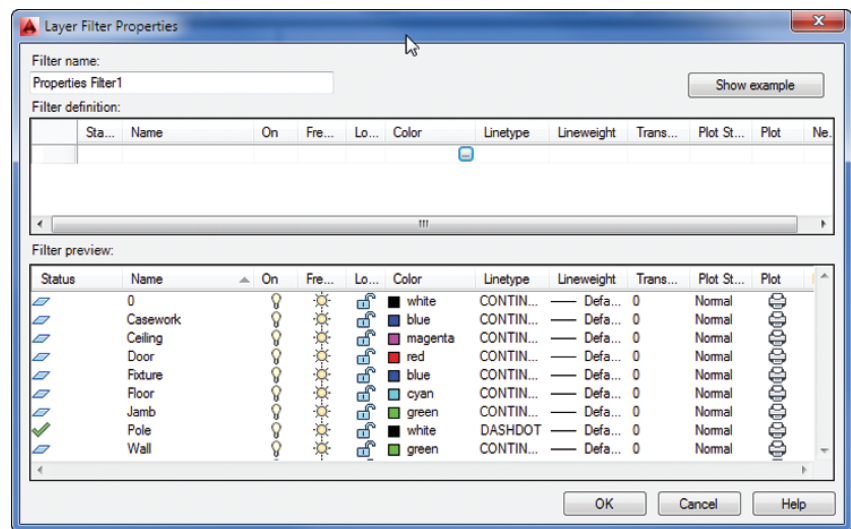 Layer Filter Properties
Filter name:
Properties Filter1
Show example
Filter definition:
Sta... Name On Fre... Lo... Color Linetype Lineweight Trans... Plot St... Plot Ne.
Filter preview:
Status Name On Fre... Lo... Color Linetype Lineweight Trans... Plot St... Plot
0 white CONTIN... Defa... 0 Normal
Casework blue CONTIN... Defa... 0 Normal
Ceiling magenta CONTIN... Defa... 0 Normal
Door red CONTIN... Defa... 0 Normal
Fixture blue CONTIN... Defa... 0 Normal
Floor cyan CONTIN... Defa... 0 Normal
Jamb green CONTIN... Defa... 0 Normal
Pole white DASHDOT Defa... 0 Normal
Wall green CONTIN... Defa... 0 Normal
OK Cancel Help